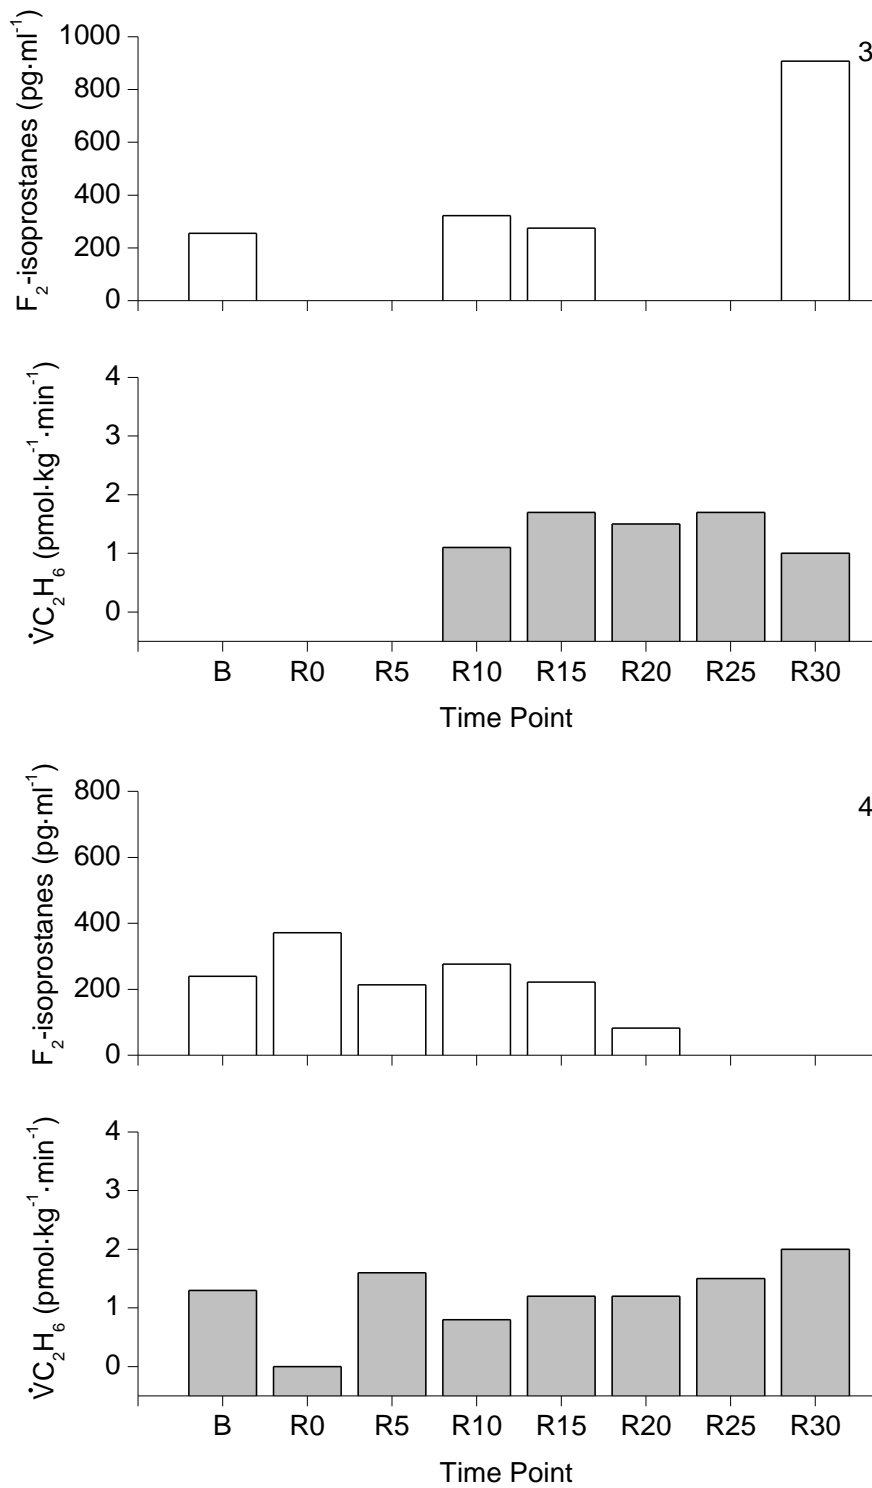 F₂-isoprostanes (pg·ml⁻¹)
1000
800
600
400
200
0
3
V̇C₂H₆ (pmol·kg⁻¹·min⁻¹)
4
3
2
1
0
B R0 R5 R10 R15 R20 R25 R30
Time Point
F₂-isoprostanes (pg·ml⁻¹)
800
600
400
200
0
4
V̇C₂H₆ (pmol·kg⁻¹·min⁻¹)
4
3
2
1
0
B R0 R5 R10 R15 R20 R25 R30
Time Point